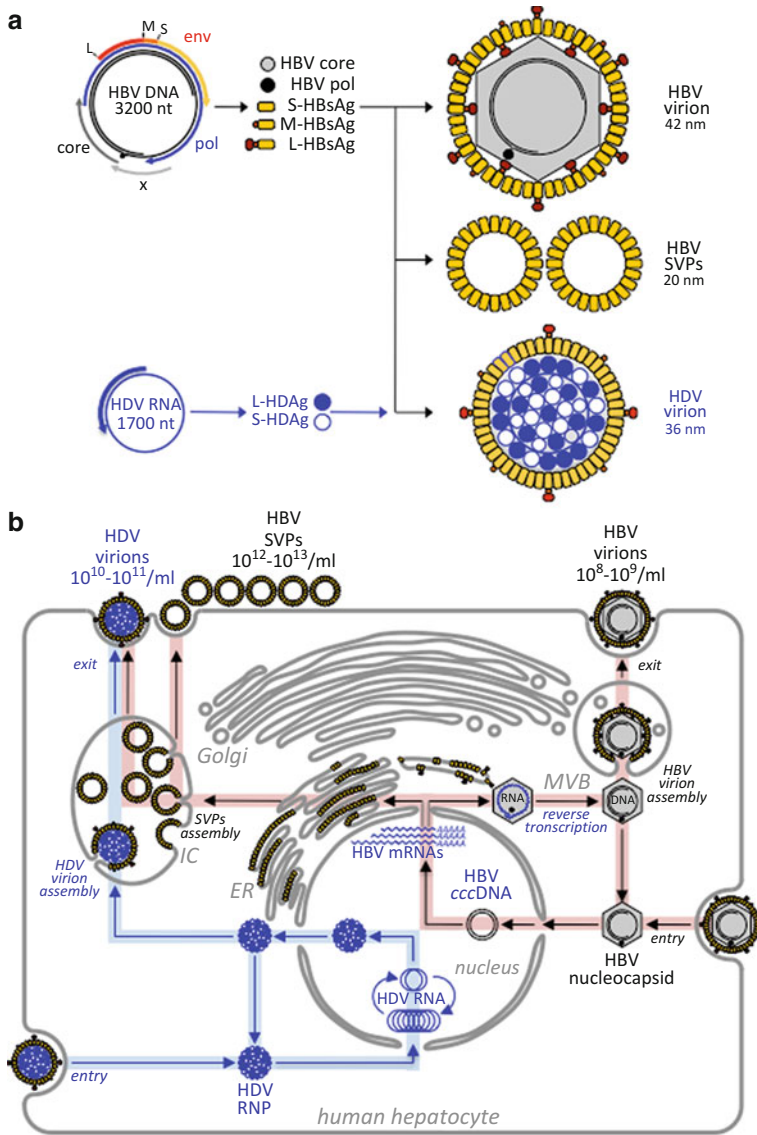 a
M
S
L
env
HBV DNA
3200 nt
core
pol
x
HBV core
HBV pol
S-HBsAg
M-HBsAg
L-HBsAg
HBV
virion
42 nm
HBV
SVPs
20 nm
HDV RNA
1700 nt
L-HDAg
S-HDAg
HDV
virion
36 nm
b
HDV
virions
10¹⁰-10¹¹/ml
HBV
SVPs
10¹²-10¹³/ml
HBV
virions
10⁸-10⁹/ml
exit
exit
Golgi
MVB
HBV
virion
assembly
RNA
DNA
reverse
tronscription
SVPs
assembly
IC
HDV
virion
assembly
ER
HBV mRNAs
HBV
cccDNA
entry
HBV
nucleocapsid
nucleus
HDV RNA
entry
HDV
RNP
human hepatocyte